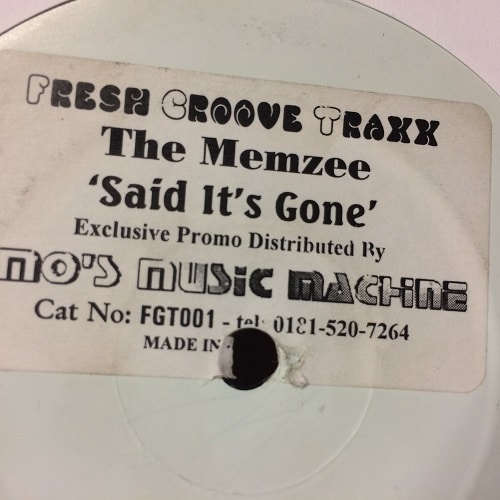 FRESH GROOVE TRAXX
The Memzee
'Said It's Gone'
Exclusive Promo Distributed By
MO'S MUSIC MACHINE
Cat No: FGT001 - tel: 0181-520-7264
MADE IN